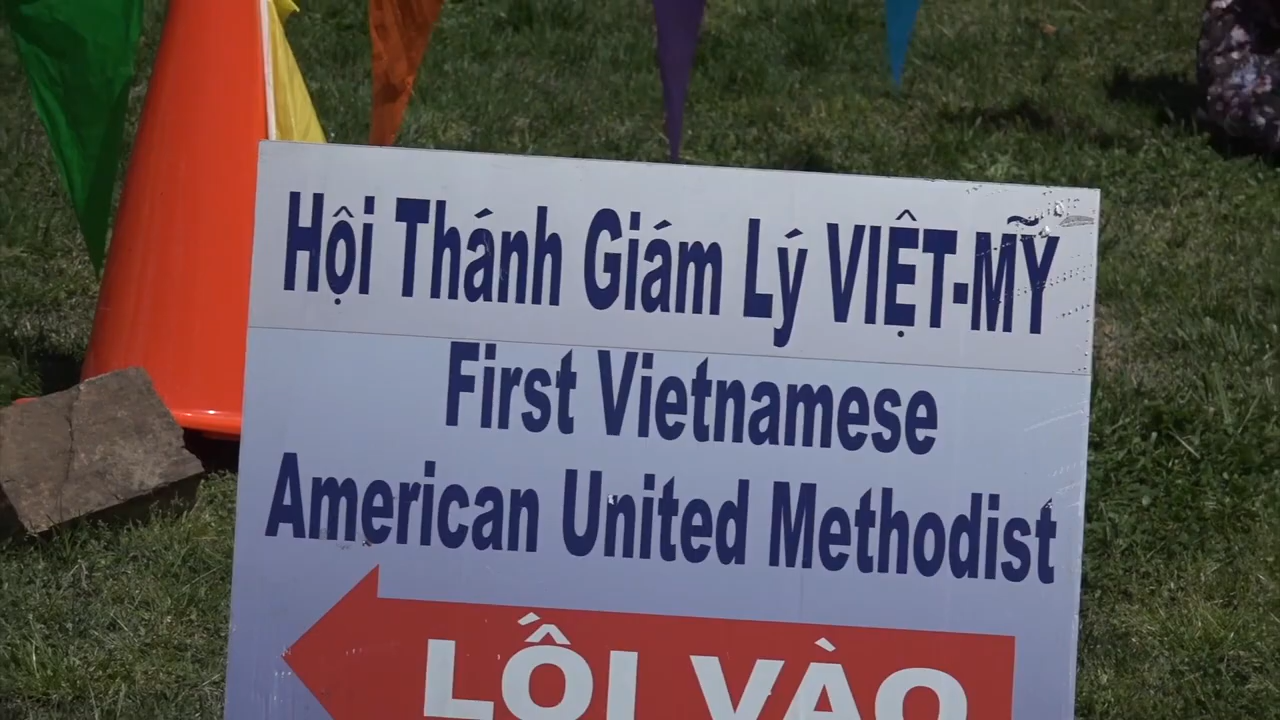 Hội Thánh Giám Lý VIỆT-MỸ
First Vietnamese
American United Methodist
LỐI VÀO